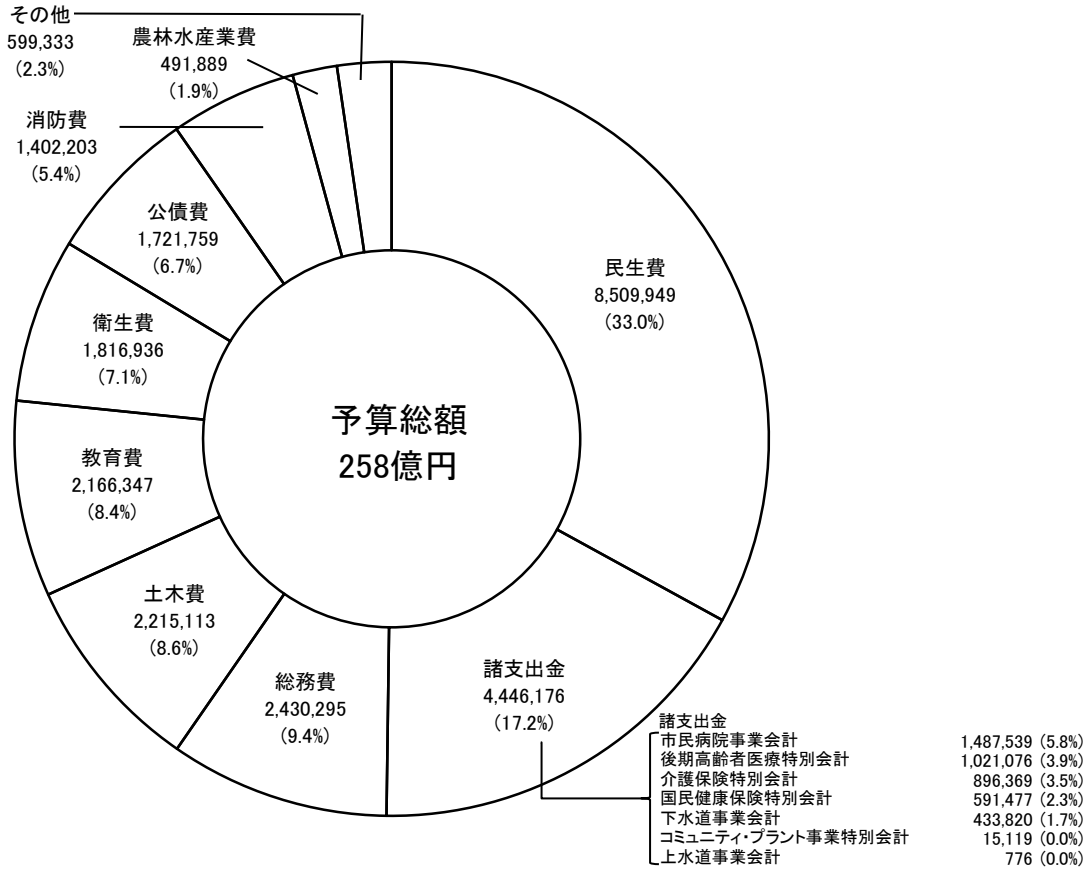 その他
599,333
(2.3%)
農林水産業費
491,889
(1.9%)
消防費
1,402,203
(5.4%)
公債費
1,721,759
(6.7%)
衛生費
1,816,936
(7.1%)
教育費
2,166,347
(8.4%)
土木費
2,215,113
(8.6%)
総務費
2,430,295
(9.4%)
諸支出金
4,446,176
(17.2%)
民生費
8,509,949
(33.0%)
予算総額
258億円
諸支出金
市民病院事業会計 1,487,539 (5.8%)
後期高齢者医療特別会計 1,021,076 (3.9%)
介護保険特別会計 896,369 (3.5%)
国民健康保険特別会計 591,477 (2.3%)
下水道事業会計 433,820 (1.7%)
コミュニティ・プラント事業特別会計 15,119 (0.0%)
上水道事業会計 776 (0.0%)